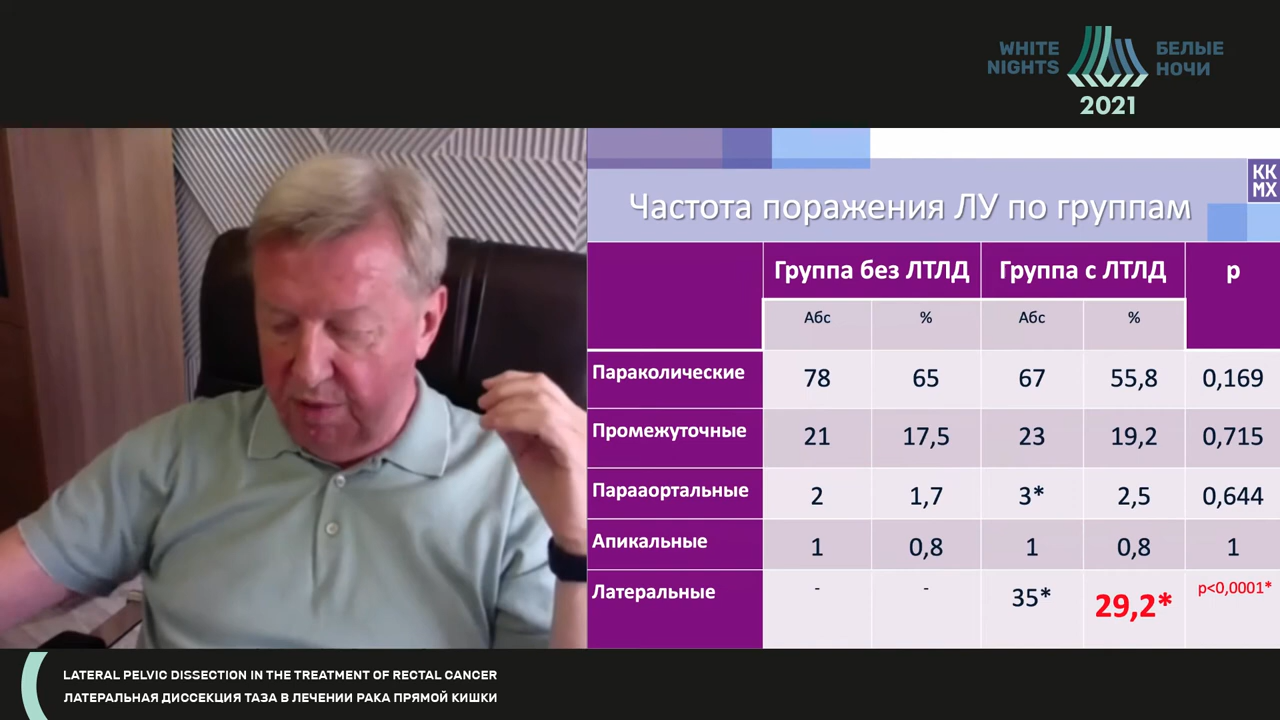 WHITE NIGHTS
БЕЛЫЕ НОЧИ
2021
КК
МХ
Частота поражения ЛУ по группам
Группа без ЛТЛД Группа с ЛТЛД р
Абс % Абс %
Параколические 78 65 67 55,8 0,169
Промежуточные 21 17,5 23 19,2 0,715
Парааортальные 2 1,7 3* 2,5 0,644
Апикальные 1 0,8 1 0,8 1
Латеральные - - 35* 29,2* p<0,0001*
LATERAL PELVIC DISSECTION IN THE TREATMENT OF RECTAL CANCER
ЛАТЕРАЛЬНАЯ ДИССЕКЦИЯ ТАЗА В ЛЕЧЕНИИ РАКА ПРЯМОЙ КИШКИ